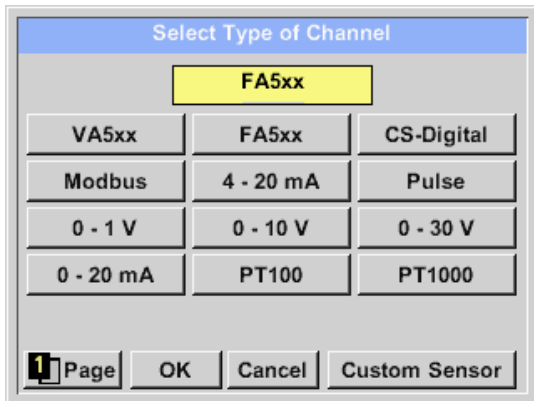 Select Type of Channel
FA5xx
VA5xx FA5xx CS-Digital
Modbus 4 - 20 mA Pulse
0 - 1 V 0 - 10 V 0 - 30 V
0 - 20 mA PT100 PT1000
1 Page OK Cancel Custom Sensor